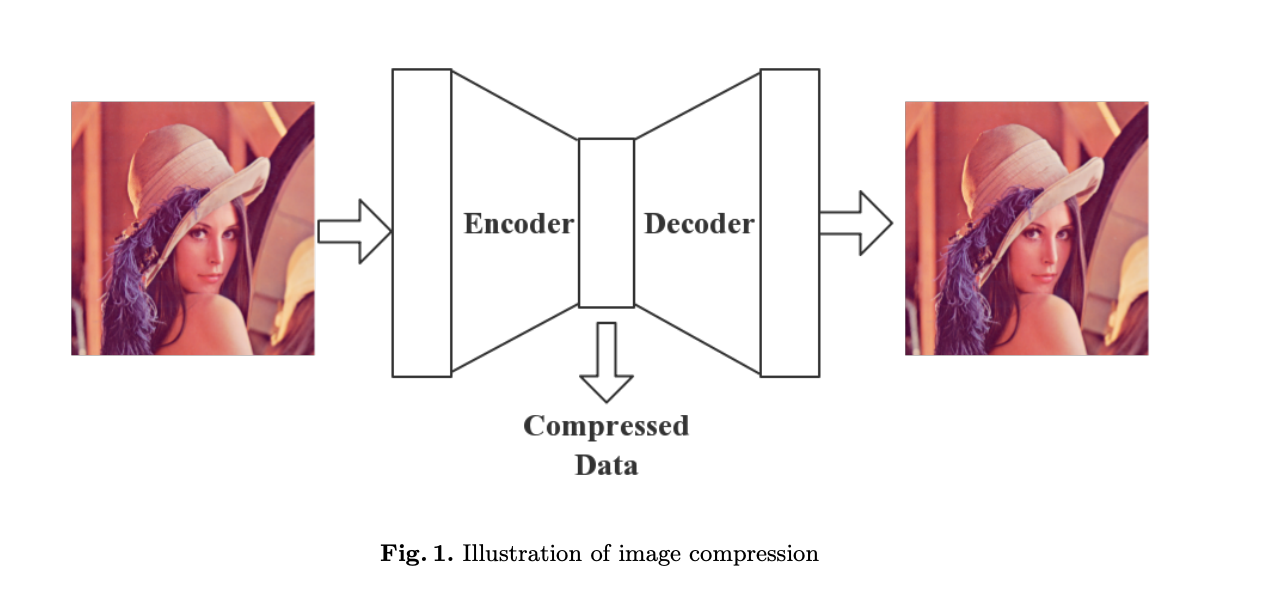 Encoder
Decoder
Compressed
Data
Fig. 1. Illustration of image compression